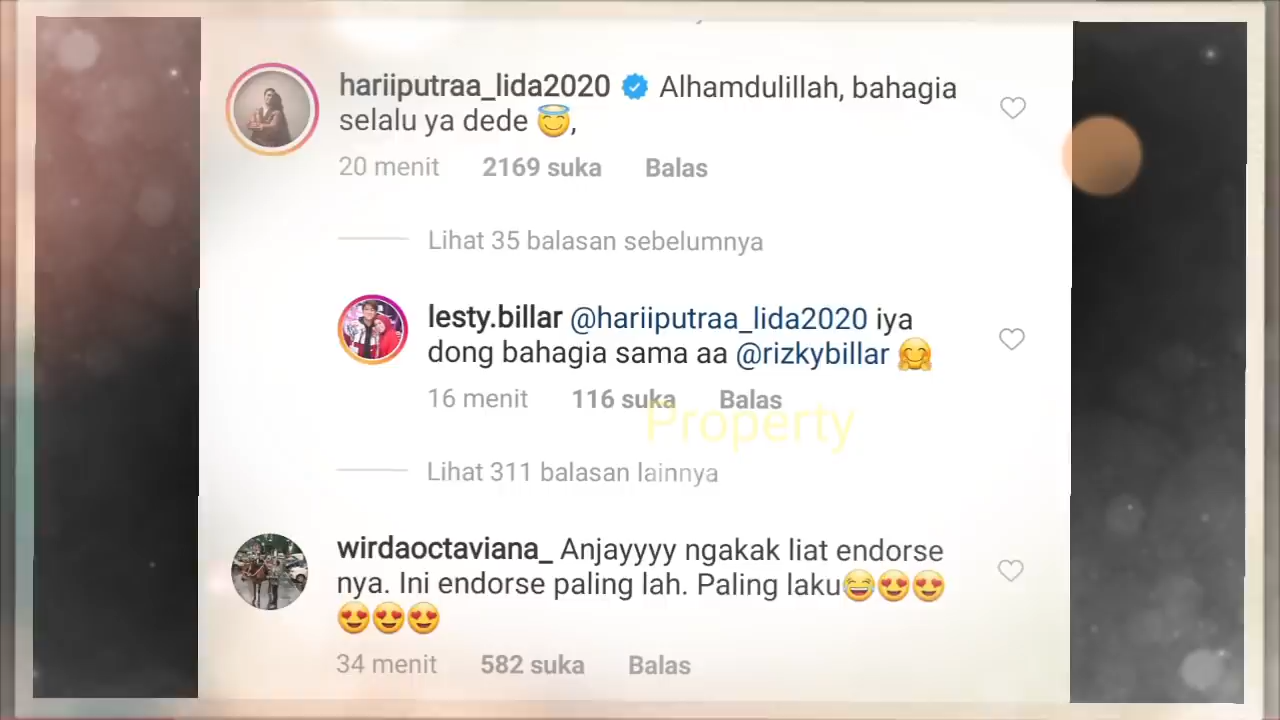 hariiputraa_lida2020 Alhamdulillah, bahagia
selalu ya dede 😇,
20 menit 2169 suka Balas
Lihat 35 balasan sebelumnya
lesty.billar @hariiputraa_lida2020 iya
dong bahagia sama aa @rizkybillar 🤗
16 menit 116 suka Balas
Property
Lihat 311 balasan lainnya
wirdaoctaviana_ Anjayyyy ngakak liat endorse
nya. Ini endorse paling lah. Paling laku😂😍😍
😍😍😍
34 menit 582 suka Balas